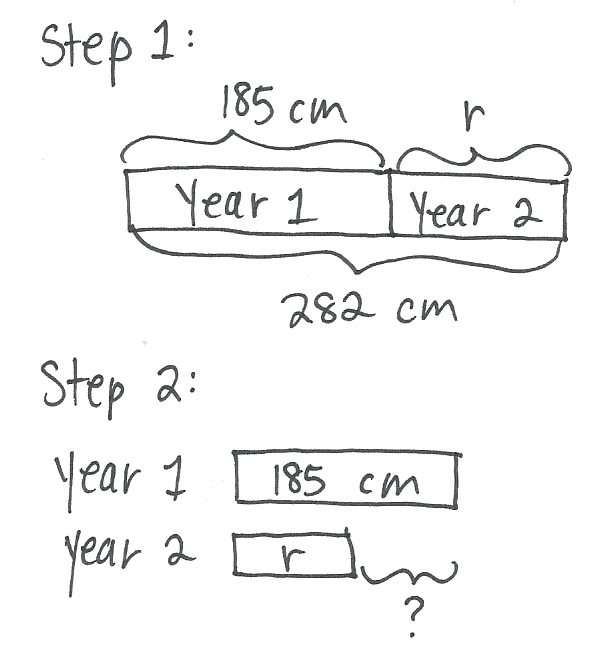 Step 1:
185 cm r
Year 1 Year 2
282 cm
Step 2:
Year 1 185 cm
Year 2 r
?